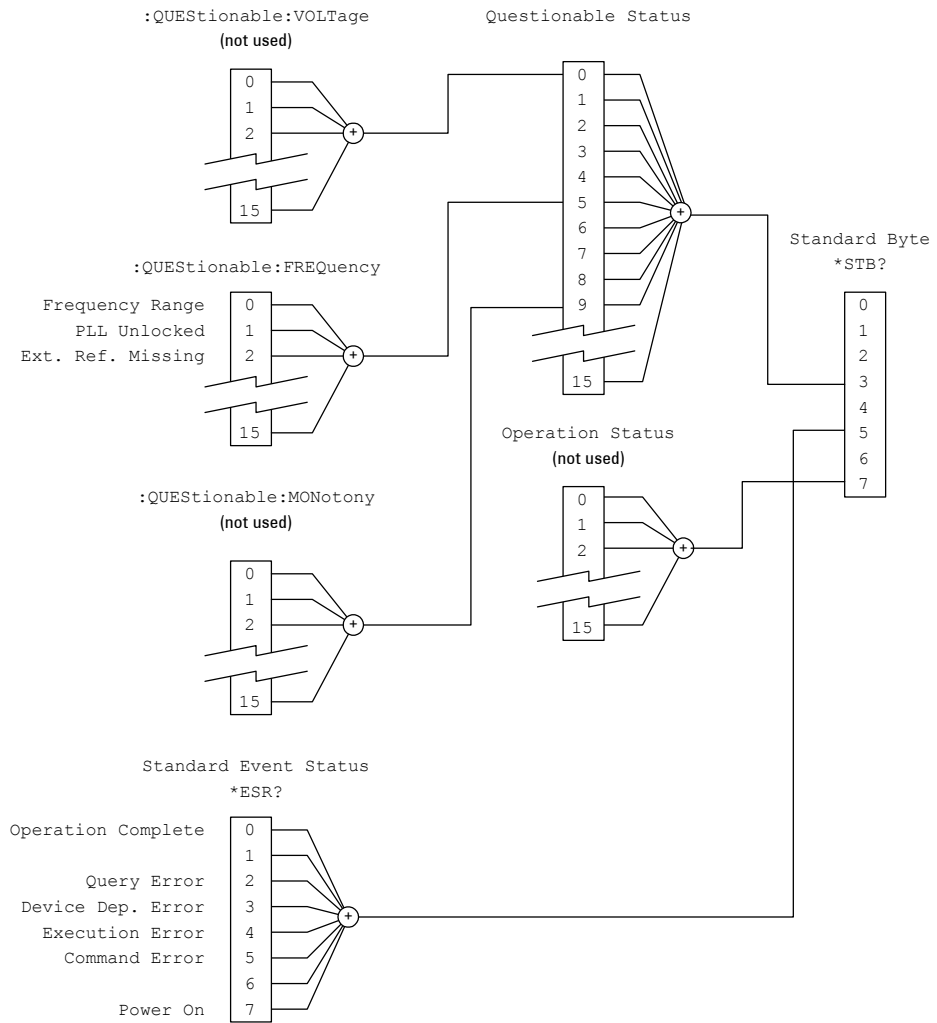 :QUEStionable:VOLTage
(not used)
0
1
2
15
:QUEStionable:FREQuency
Frequency Range 0
PLL Unlocked 1
Ext. Ref. Missing 2
15
:QUEStionable:MONotony
(not used)
0
1
2
15
Standard Event Status
*ESR?
Operation Complete 0
1
Query Error 2
Device Dep. Error 3
Execution Error 4
Command Error 5
6
Power On 7
Questionable Status
0
1
2
3
4
5
6
7
8
9
15
Operation Status
(not used)
0
1
2
15
Standard Byte
*STB?
0
1
2
3
4
5
6
7
+
+
+
+
+
+